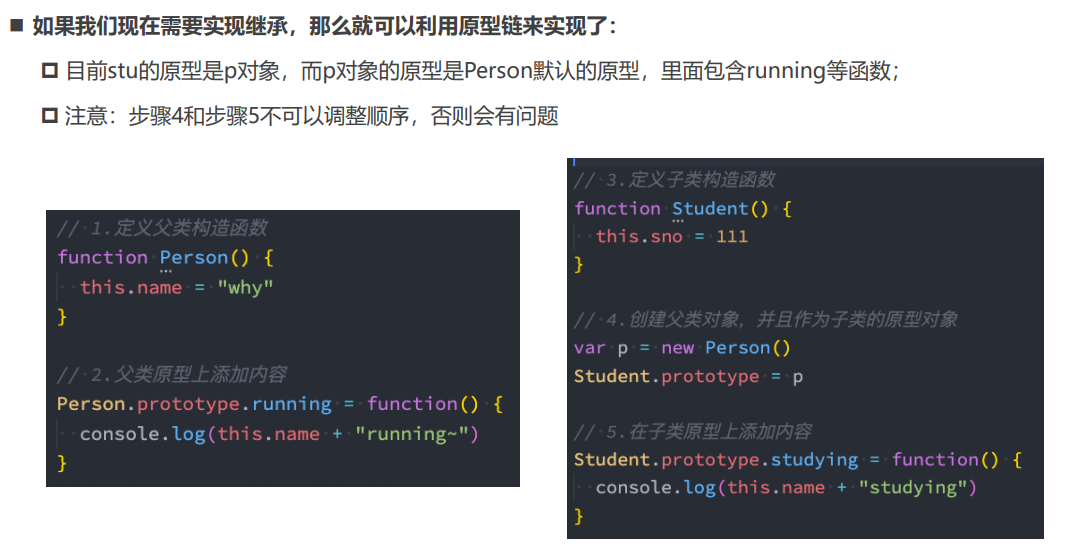 如果我们现在需要实现继承，那么就可以利用原型链来实现了：
目前stu的原型是p对象，而p对象的原型是Person默认的原型，里面包含running等函数；
注意：步骤4和步骤5不可以调整顺序，否则会有问题
// 1.定义父类构造函数
function Person() {
  this.name = "why"
}
// 2.父类原型上添加内容
Person.prototype.running = function() {
  console.log(this.name + "running~")
}
// 3.定义子类构造函数
function Student() {
  this.sno = 111
}
// 4.创建父类对象, 并且作为子类的原型对象
var p = new Person()
Student.prototype = p
// 5.在子类原型上添加内容
Student.prototype.studying = function() {
  console.log(this.name + "studying")
}